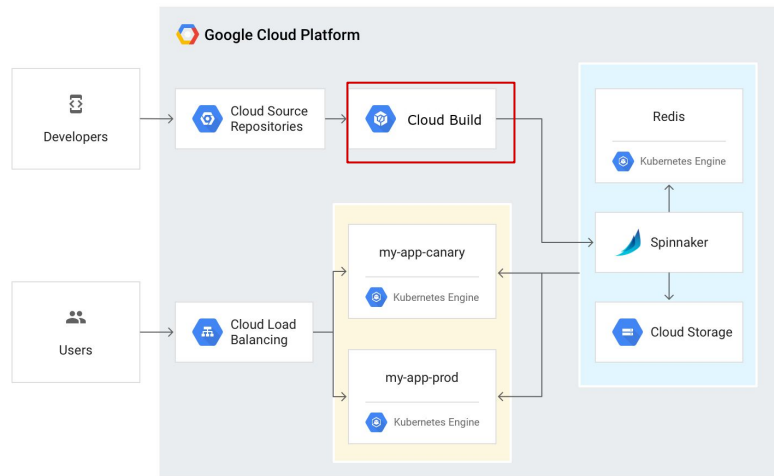 Google Cloud Platform
Developers
Cloud Source
Repositories
Cloud Build
Redis
Kubernetes Engine
Spinnaker
Cloud Storage
my-app-canary
Kubernetes Engine
Users
Cloud Load
Balancing
my-app-prod
Kubernetes Engine